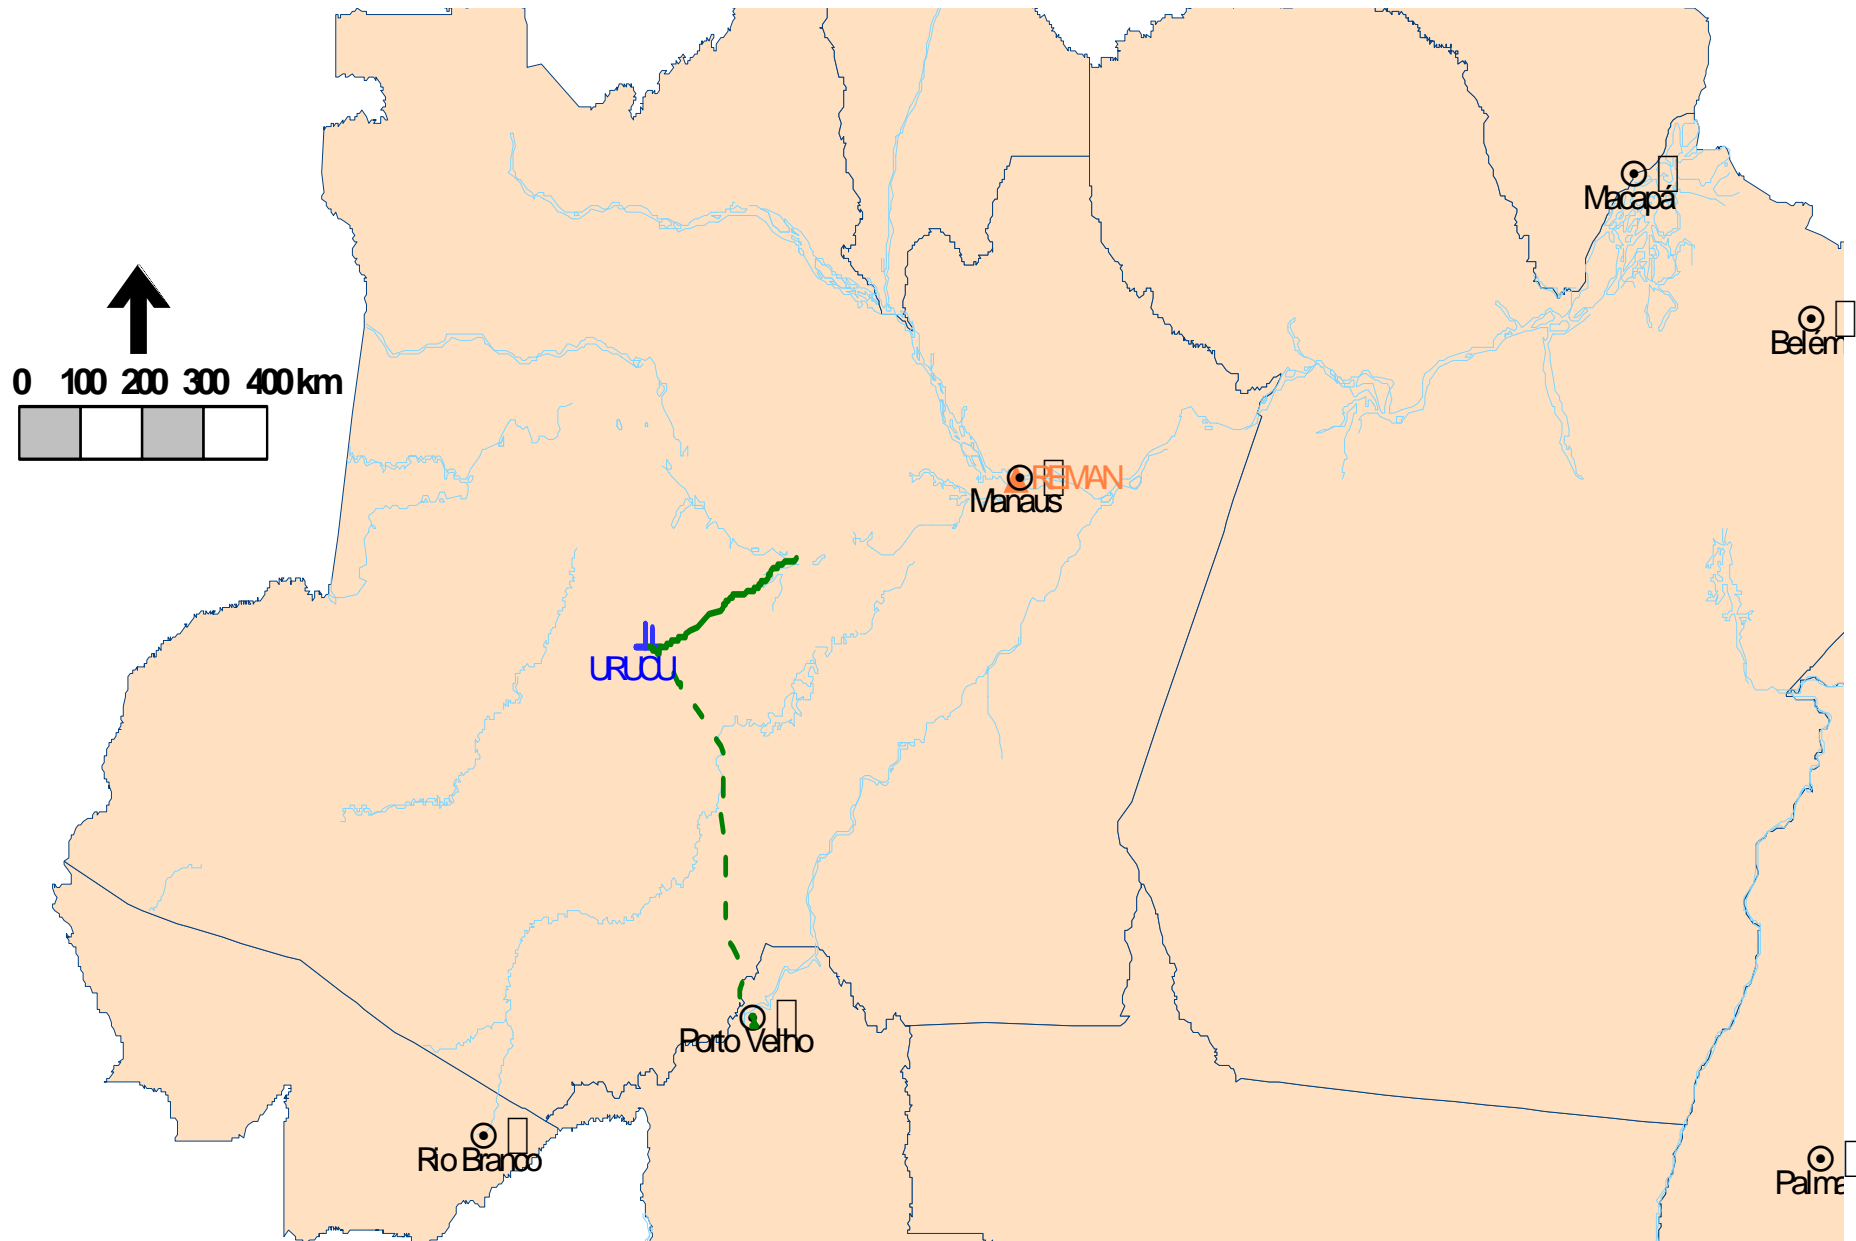 Macapá
Belém
0 100 200 300 400 km
REMAN
Manaus
URUCU
Porto Velho
Rio Branco
Palma